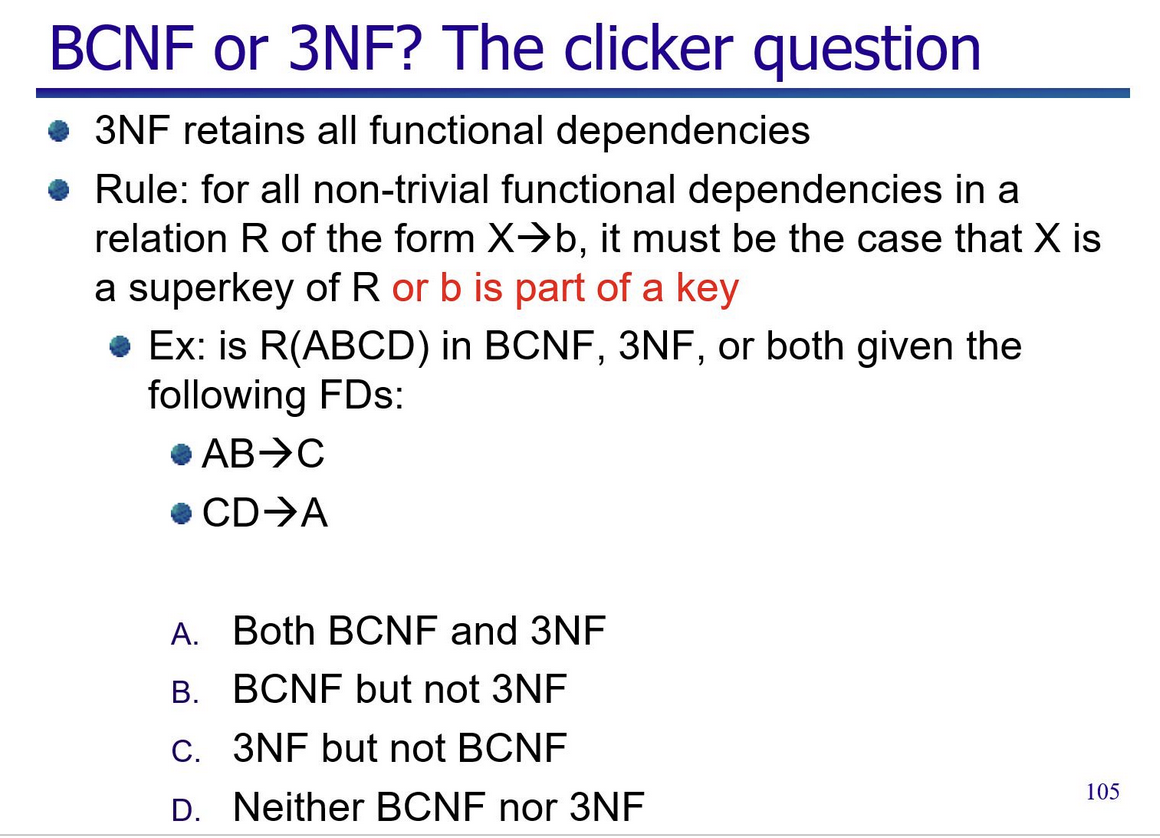 BCNF or 3NF? The clicker question
3NF retains all functional dependencies
Rule: for all non-trivial functional dependencies in a
relation R of the form X→b, it must be the case that X is
a superkey of R or b is part of a key
Ex: is R(ABCD) in BCNF, 3NF, or both given the
following FDs:
AB→C
CD→A
A. Both BCNF and 3NF
B. BCNF but not 3NF
C. 3NF but not BCNF
D. Neither BCNF nor 3NF
105